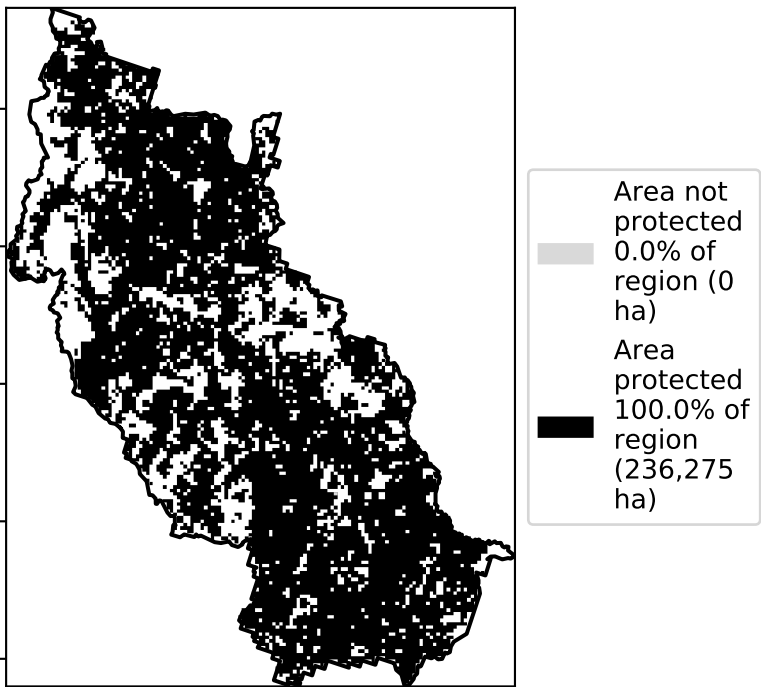 Area not
protected
0.0% of
region (0
ha)
Area
protected
100.0% of
region
(236,275
ha)